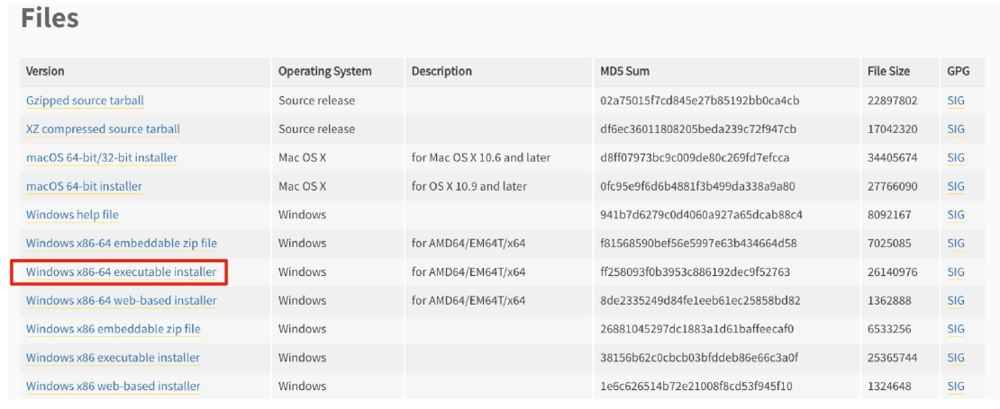 Files
Version Operating System Description MD5 Sum File Size GPG
Gzipped source tarball Source release 02a75015f7cd845e27b85192bb0ca4cb 22897802 SIG
XZ compressed source tarball Source release df6ec36011808205beda239c72f947cb 17042320 SIG
macOS 64-bit/32-bit installer Mac OS X for Mac OS X 10.6 and later d8ff07973bc9c009de80c269fd7efcca 34405674 SIG
macOS 64-bit installer Mac OS X for OS X 10.9 and later 0fc95e9f6d6b4881f3b499da338a9a80 27766090 SIG
Windows help file Windows 941b7d6279c0d4060a927a65dcab88c4 8092167 SIG
Windows x86-64 embeddable zip file Windows for AMD64/EM64T/x64 f81568590bef56e5997e63b434664d58 7025085 SIG
Windows x86-64 executable installer Windows for AMD64/EM64T/x64 ff258093f0b3953c886192dec9f52763 26140976 SIG
Windows x86-64 web-based installer Windows for AMD64/EM64T/x64 8de2335249d84fe1eeb61ec25858bd82 1362888 SIG
Windows x86 embeddable zip file Windows 26881045297dc1883a1d61baffeecaf0 6533256 SIG
Windows x86 executable installer Windows 38156b62c0cbcb03bfddeb86e66c3a0f 25365744 SIG
Windows x86 web-based installer Windows 1e6c626514b72e21008f8cd53f945f10 1324648 SIG